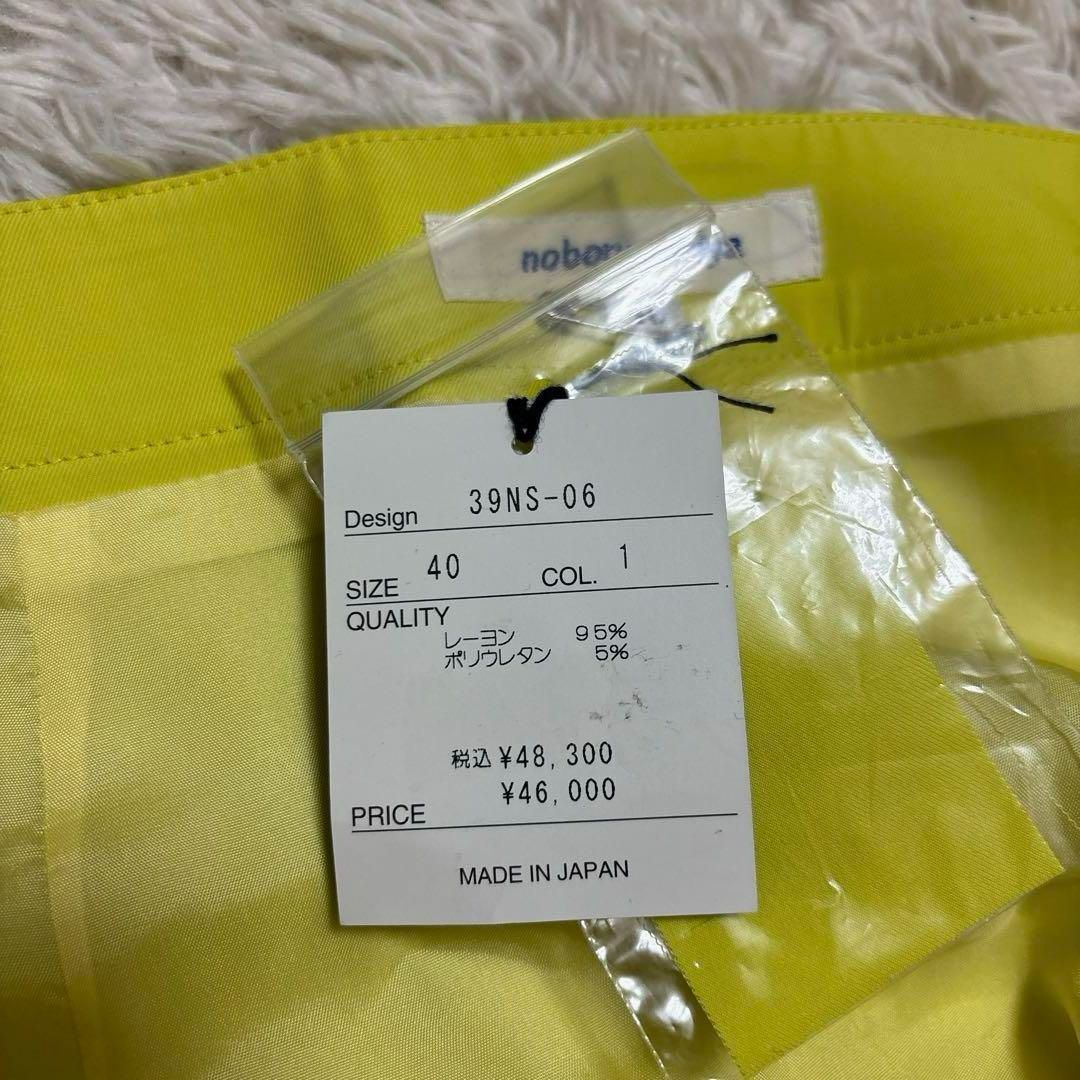 Design 39NS-06
SIZE 40 COL. 1
QUALITY
レーヨン 95%
ポリウレタン 5%
税込 ¥48,300
¥46,000
PRICE
MADE IN JAPAN